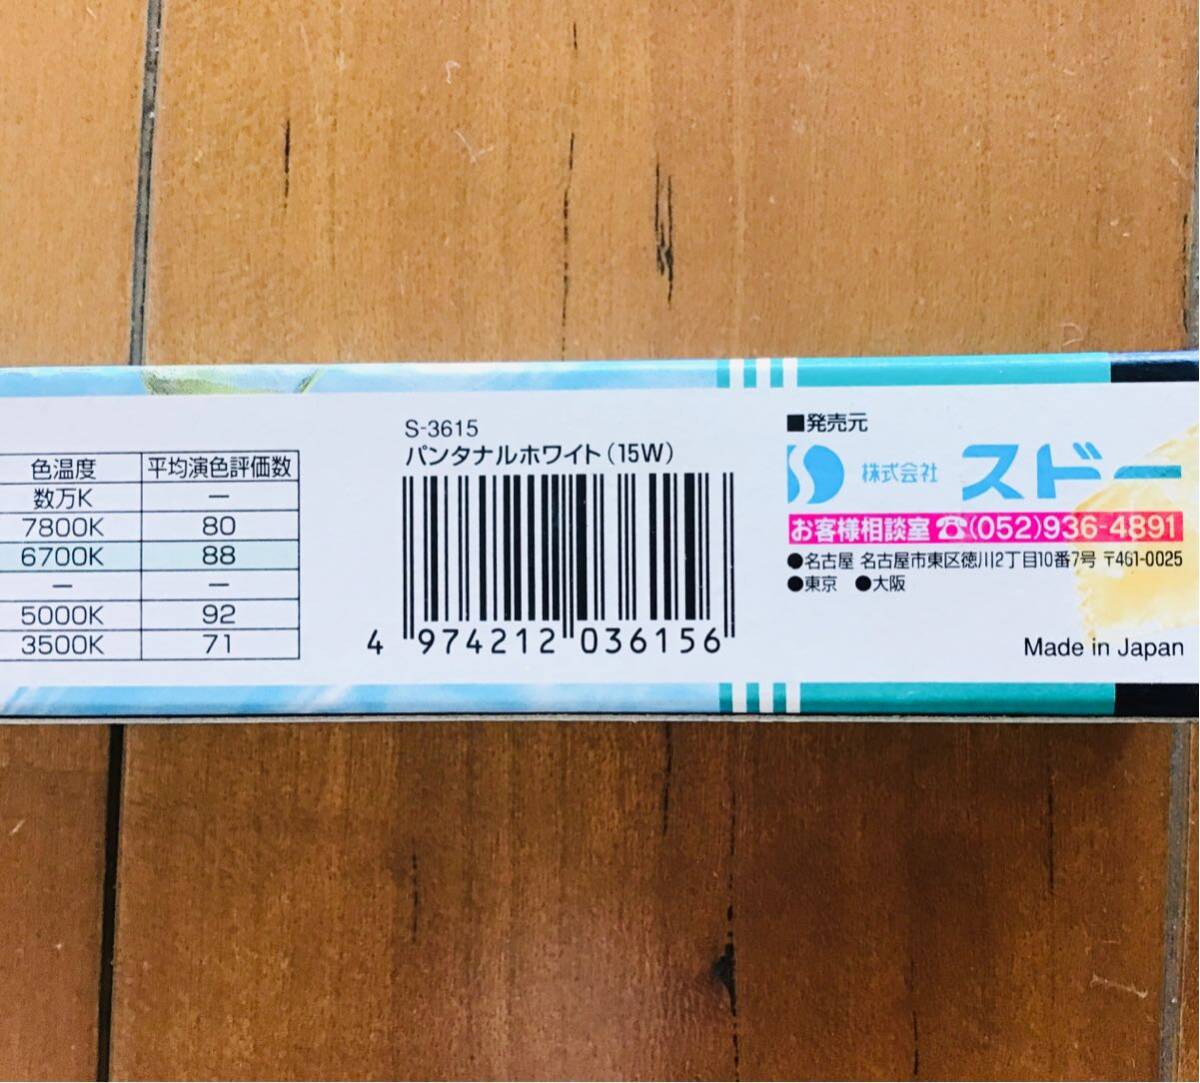 色温度 平均演色評価数
数万K －
7800K 80
6700K 88
－ －
5000K 92
3500K 71
S-3615
パンタナルホワイト(15W)
4 974212 036156
■発売元
株式会社 スドー
お客様相談室☎(052)936-4891
●名古屋 名古屋市東区徳川2丁目10番7号 〒461-0025
●東京 ●大阪
Made in Japan